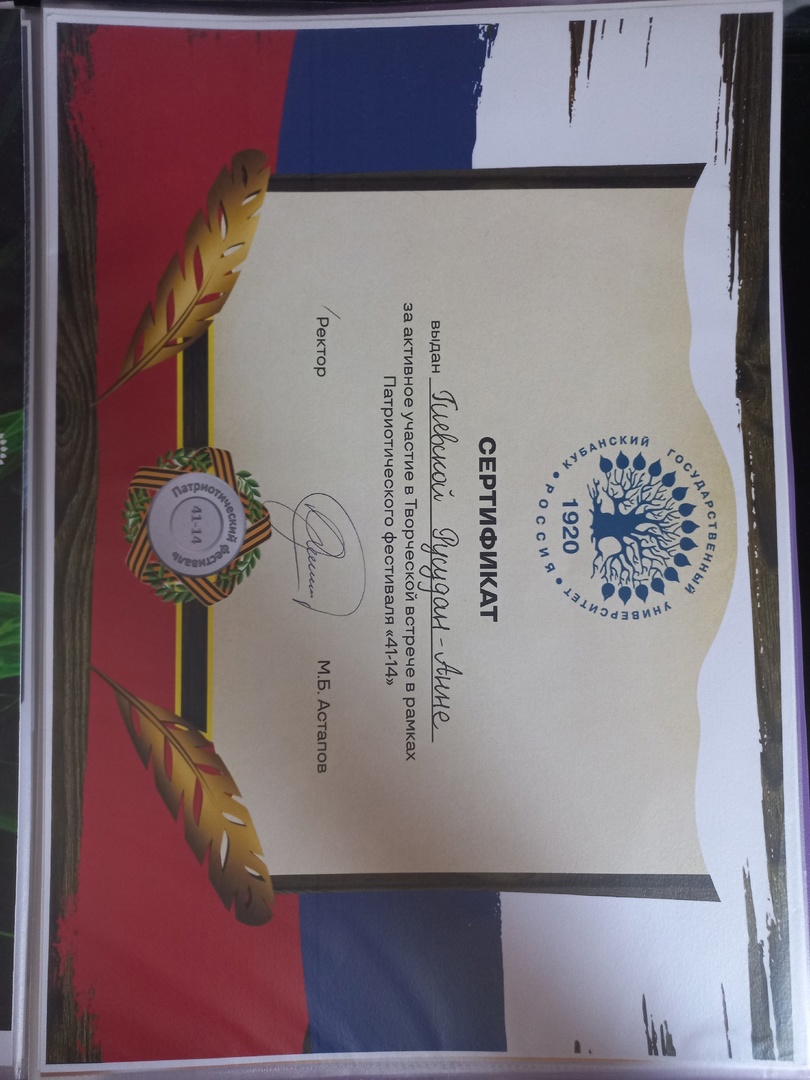 КУБАНСКИЙ ГОСУДАРСТВЕННЫЙ УНИВЕРСИТЕТ • РОССИЯ •
1920
СЕРТИФИКАТ
выдан Гиевской Русудан-Анне
за активное участие в Творческой встрече в рамках
Патриотического фестиваля «41-14»
Ректор
М.Б. Астапов
Патриотический
41-14
фестиваль